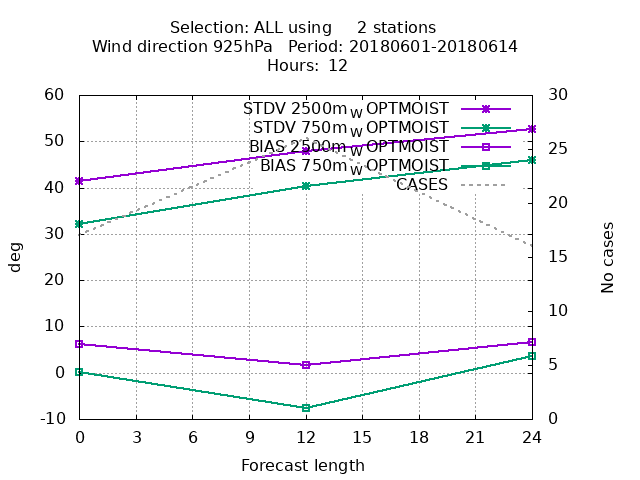 Selection: ALL using     2 stations
Wind direction 925hPa   Period: 20180601-20180614
Hours:  12
STDV 2500m_W OPTMOIST
STDV 750m_W OPTMOIST
BIAS 2500m_W OPTMOIST
BIAS 750m_W OPTMOIST
CASES
60
50
40
30
20
10
0
-10
deg
30
25
20
15
10
5
0
No cases
0 3 6 9 12 15 18 21 24
Forecast length